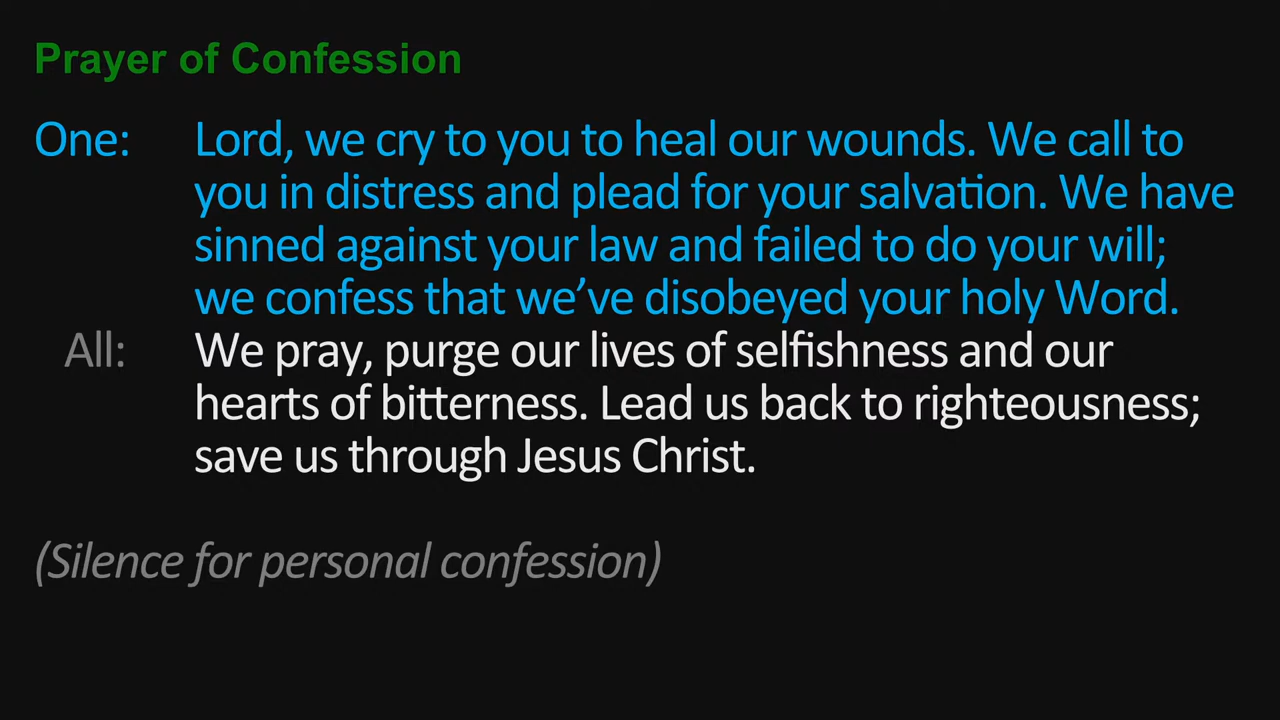 Prayer of Confession
One: Lord, we cry to you to heal our wounds. We call to
you in distress and plead for your salvation. We have
sinned against your law and failed to do your will;
we confess that we’ve disobeyed your holy Word.
All: We pray, purge our lives of selfishness and our
hearts of bitterness. Lead us back to righteousness;
save us through Jesus Christ.
(Silence for personal confession)